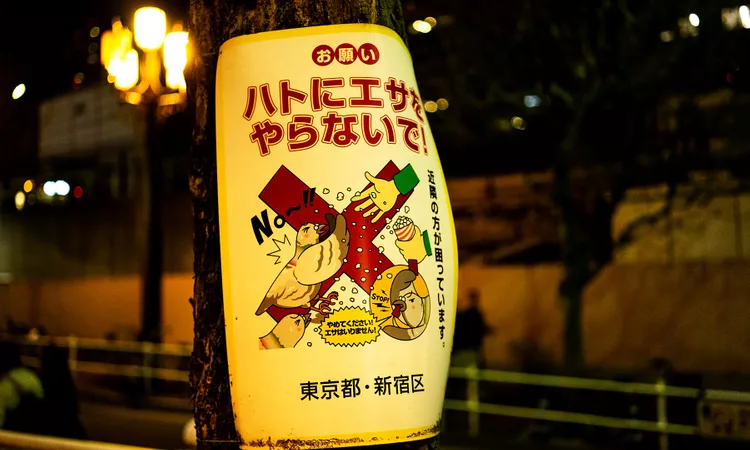 お願い
ハトにエサを
やらないで!
No~!!
近隣の方が困っています。
STOP!
やめてください!
エサはいりません!
東京都・新宿区